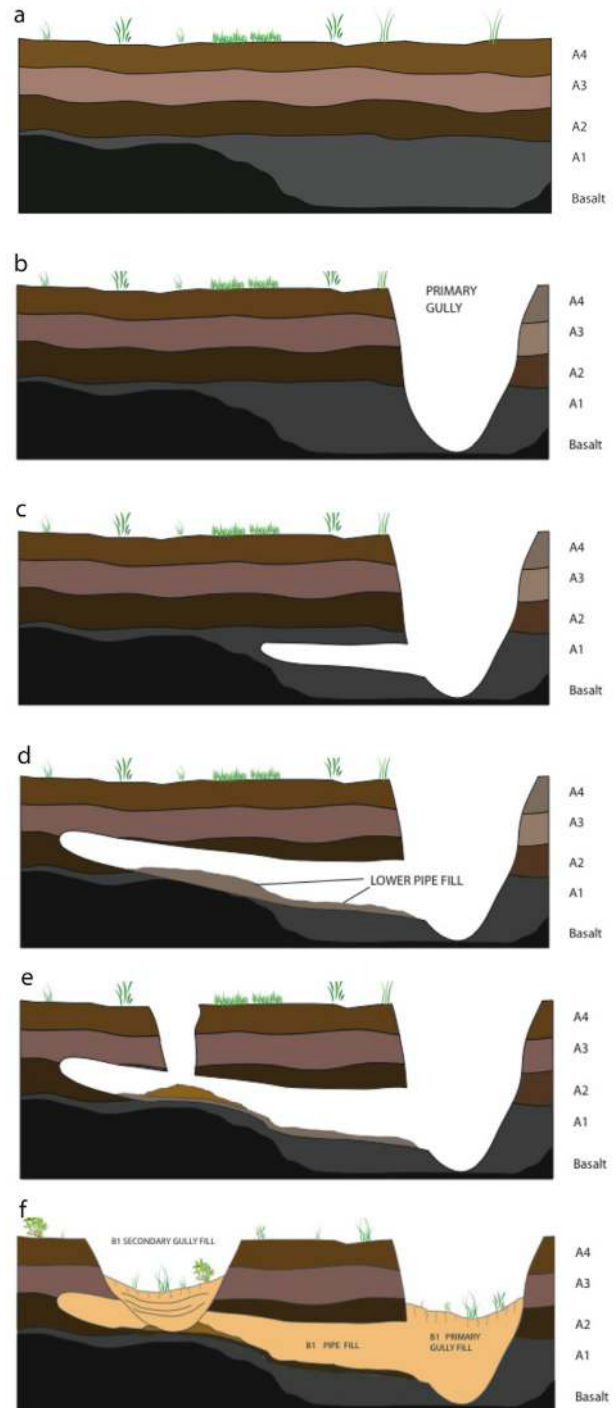 a
A4
A3
A2
A1
Basalt
b
PRIMARY
GULLY
A4
A3
A2
A1
Basalt
c
A4
A3
A2
A1
Basalt
d
A4
A3
A2
LOWER PIPE FILL
A1
Basalt
e
A4
A3
A2
A1
Basalt
f
B1 SECONDARY GULLY FILL
A4
A3
A2
B1 PIPE FILL
B1 PRIMARY
GULLY FILL
A1
Basalt